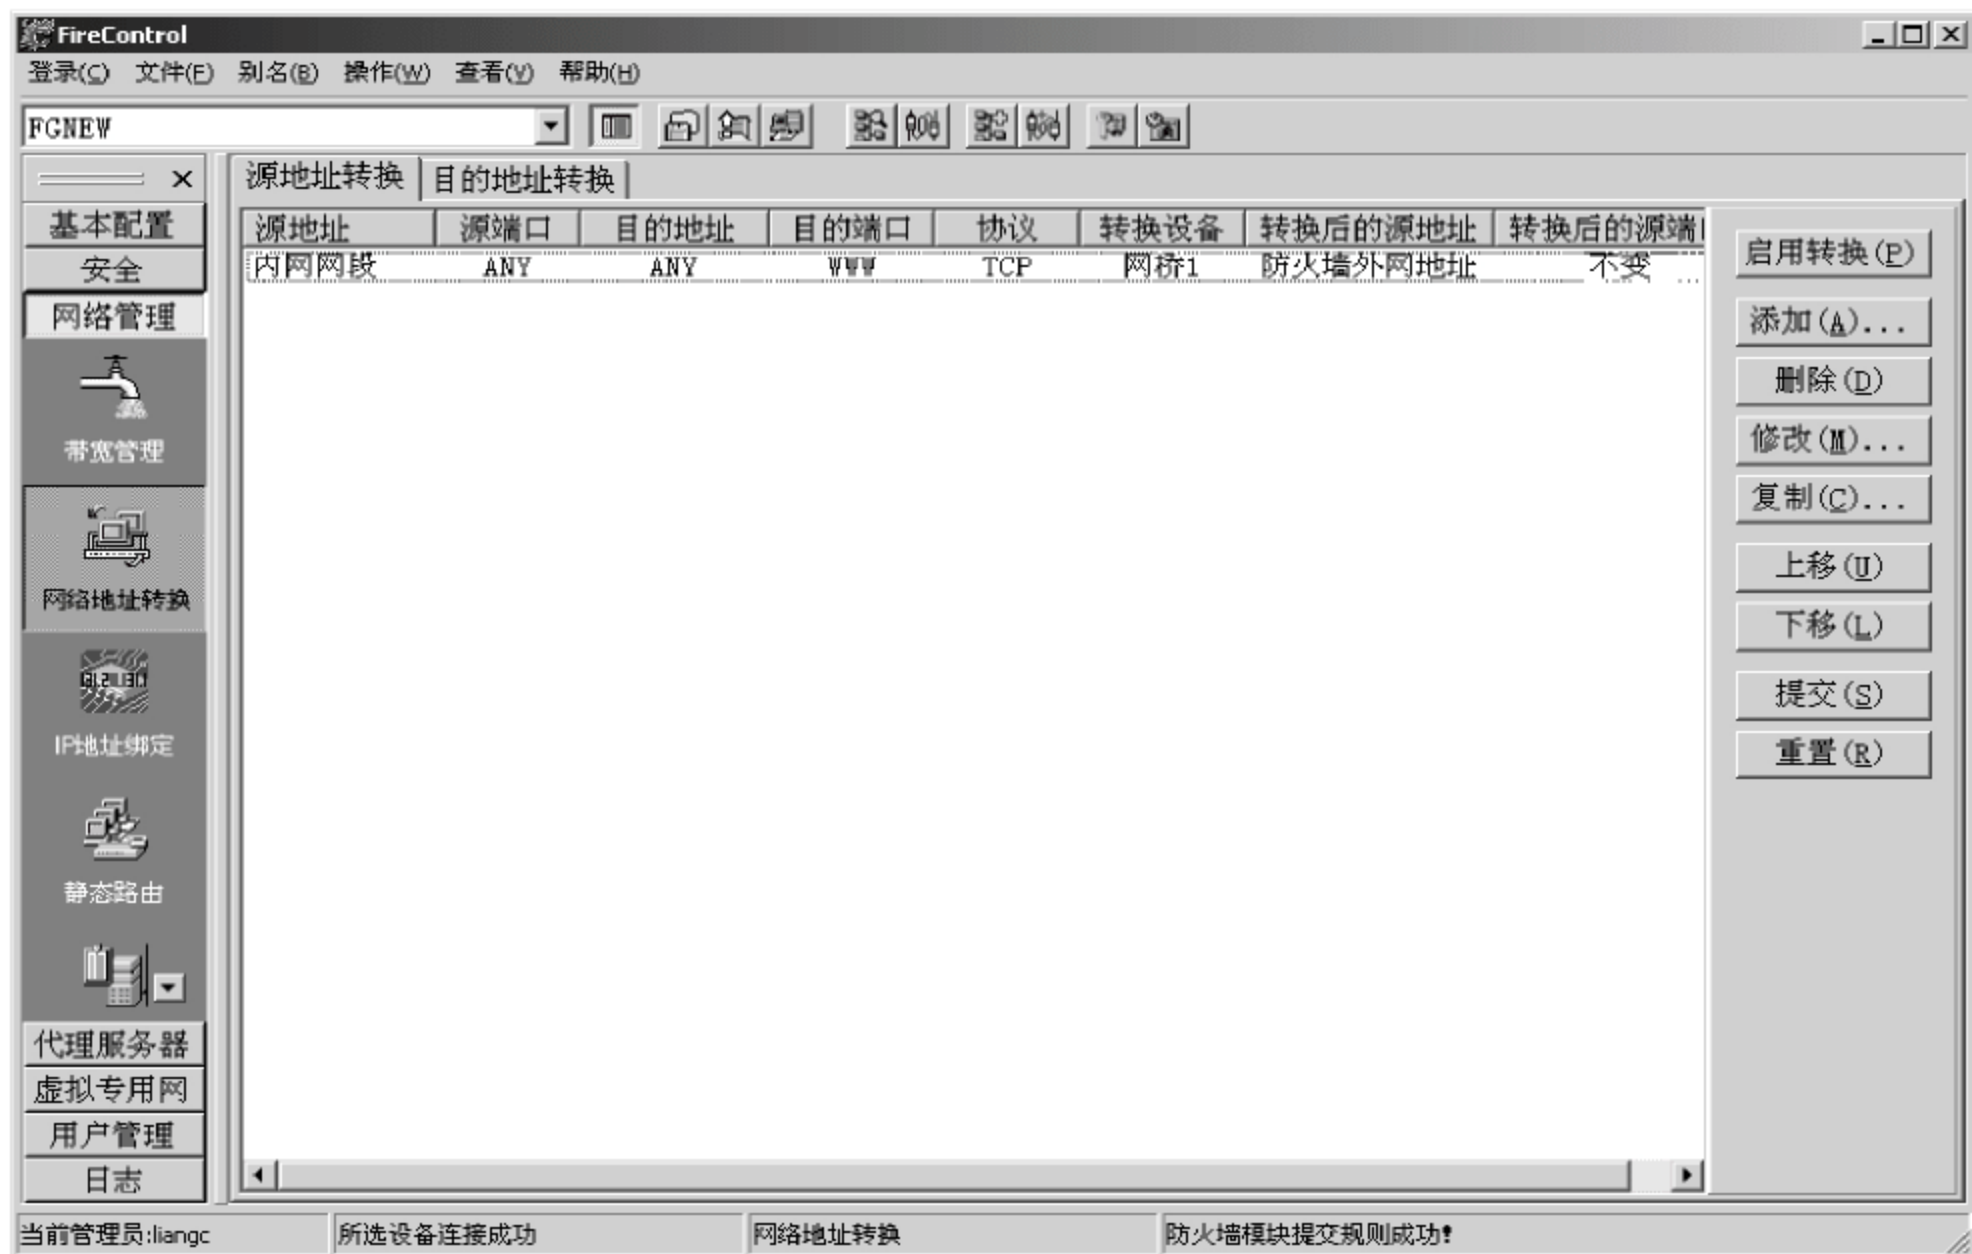 FireControl
登录(C) 文件(F) 别名(B) 操作(W) 查看(V) 帮助(H)
FGNEW
源地址转换 目的地址转换
基本配置
安全
网络管理
带宽管理
网络地址转换
IP地址绑定
静态路由
代理服务器
虚拟专用网
用户管理
日志
源地址 源端口 目的地址 目的端口 协议 转换设备 转换后的源地址 转换后的源端
内网网段 ANY ANY WWW TCP 网桥1 防火墙外网地址 不变
启用转换(P)
添加(A)...
删除(D)
修改(M)...
复制(C)...
上移(U)
下移(L)
提交(S)
重置(R)
当前管理员:liangc 所选设备连接成功 网络地址转换 防火墙模块提交规则成功!